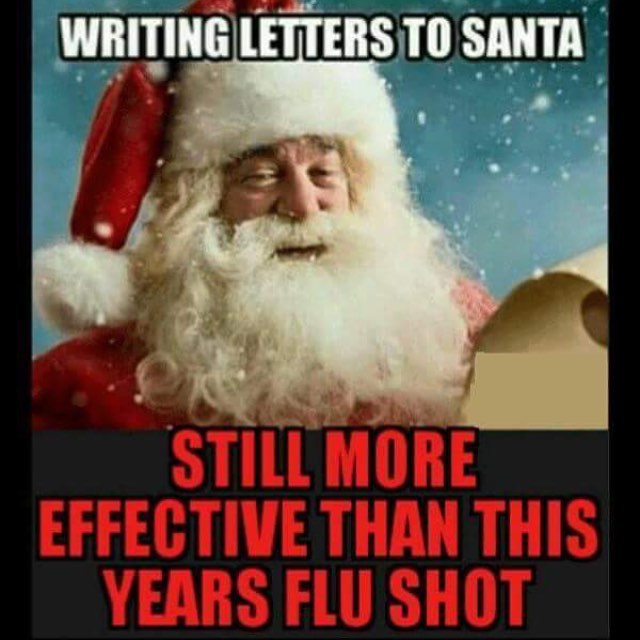 WRITING LETTERS TO SANTA
STILL MORE
EFFECTIVE THAN THIS
YEARS FLU SHOT